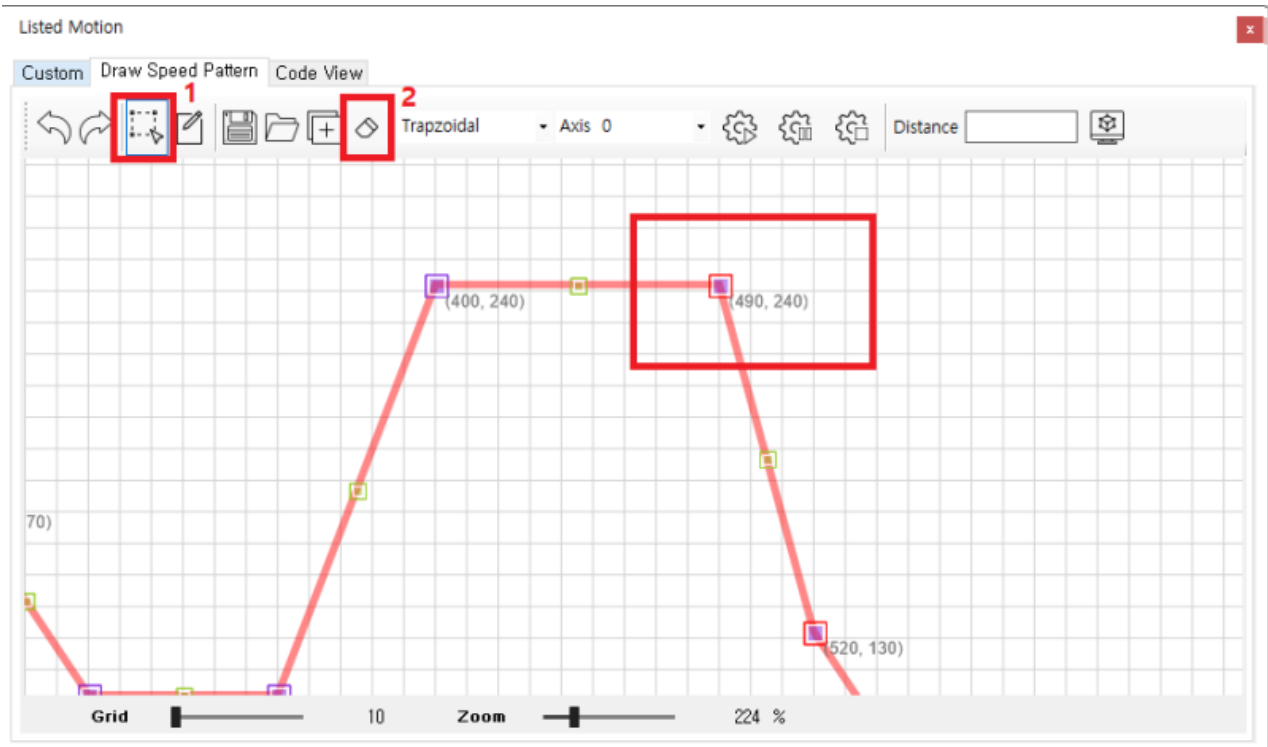 Listed Motion
x
Custom Draw Speed Pattern Code View
1 2
Trapzoidal Axis 0 Distance
(400, 240) (490, 240)
70)
(520, 130)
Grid 10 Zoom 224 %